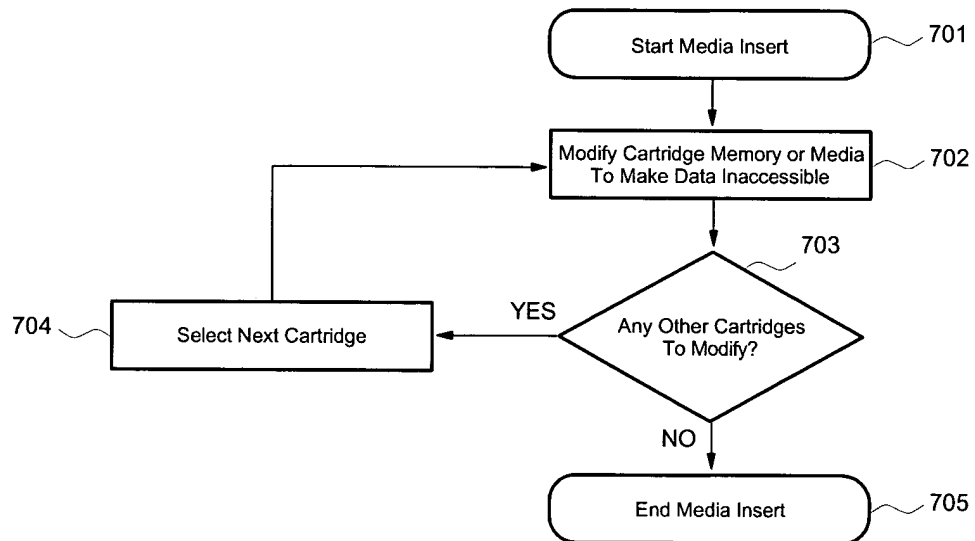 Start Media Insert
701
Modify Cartridge Memory or Media
To Make Data Inaccessible
702
703
Any Other Cartridges
To Modify?
YES
704
Select Next Cartridge
NO
End Media Insert
705